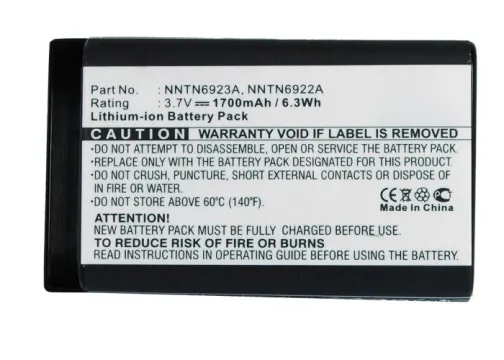 Part No. : NNTN6923A, NNTN6922A
Rating : 3.7V⎓1700mAh / 6.3Wh
Lithium-ion Battery Pack
CAUTION WARRANTY VOID IF LABEL IS REMOVED
•DO NOT ATTEMPT TO DISASSEMBLE, OPEN OR SERVICE THE BATTERY PACK.
•REPLACE ONLY WITH THE BATTERY PACK DESIGNED FOR THIS PRODUCT.
•DO NOT CRUSH, PUNCTURE, SHORT EXTERNAL CONTACTS OR DISPOSE OF
IN FIRE OR WATER.
•DO NOT STORE ABOVE 60°C (140°F).
CE
Made In China
ATTENTION!
NEW BATTERY PACK MUST BE FULLY CHARGED BEFORE.USE
TO REDUCE RISK OF FIRE OR BURNS
READ INSTRUCTIONS IN OPERATING GUIDE BEFORE USING THE BATTERY.